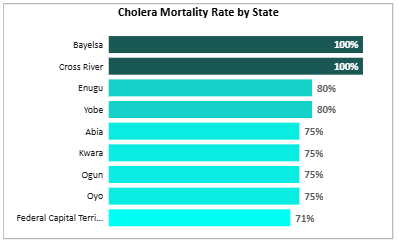 Cholera Mortality Rate by State
Bayelsa 100%
Cross River 100%
Enugu 80%
Yobe 80%
Abia 75%
Kwara 75%
Ogun 75%
Oyo 75%
Federal Capital Terri... 71%